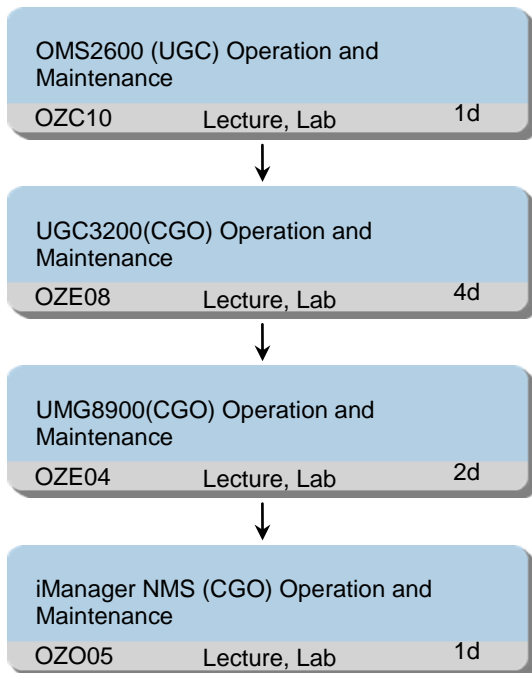 OMS2600 (UGC) Operation and
Maintenance
OZC10 Lecture, Lab 1d
UGC3200(CGO) Operation and
Maintenance
OZE08 Lecture, Lab 4d
UMG8900(CGO) Operation and
Maintenance
OZE04 Lecture, Lab 2d
iManager NMS (CGO) Operation and
Maintenance
OZO05 Lecture, Lab 1d